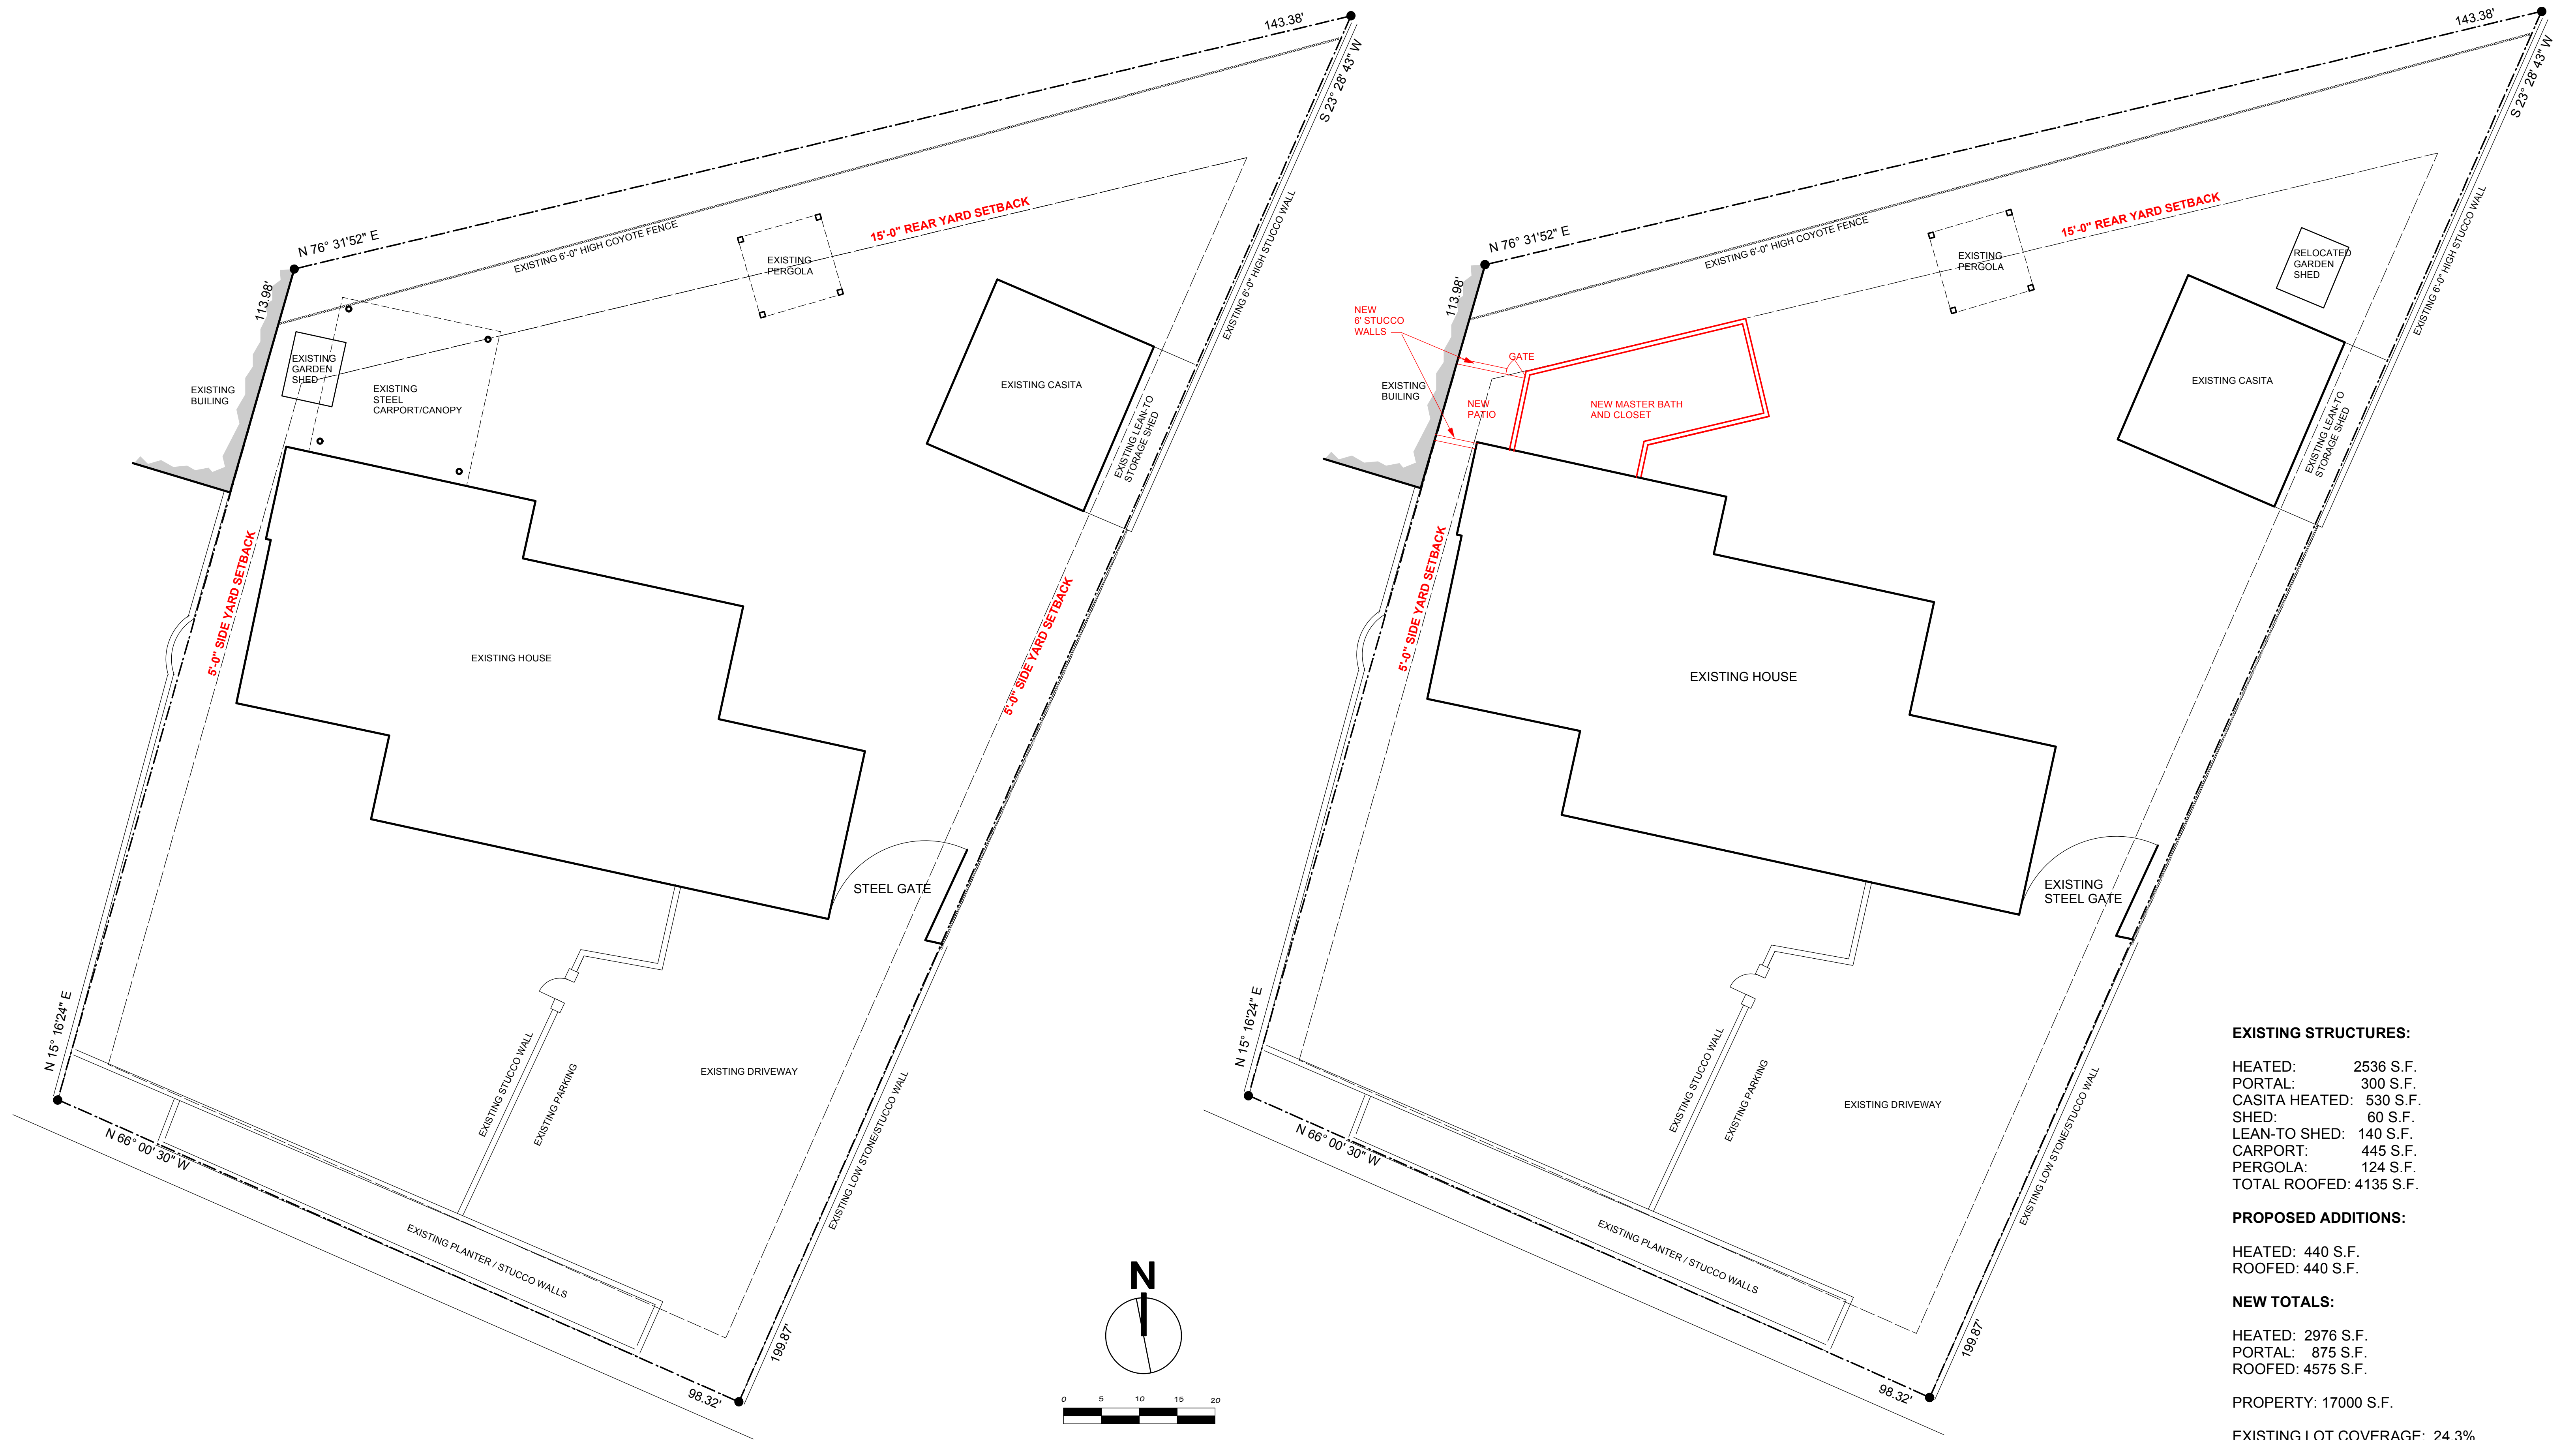 143.38'
S 23° 28' 43" W
N 76° 31'52" E
113.98'
EXISTING 6'-0" HIGH COYOTE FENCE
15'-0" REAR YARD SETBACK
EXISTING
PERGOLA
EXISTING 6'-0" HIGH STUCCO WALL
EXISTING
GARDEN
SHED
EXISTING
BUILING
EXISTING
STEEL
CARPORT/CANOPY
EXISTING CASITA
EXISTING LEAN-TO
STORAGE SHED
5'-0" SIDE YARD SETBACK
EXISTING HOUSE
5'-0" SIDE YARD SETBACK
STEEL GATE
N 15° 16'24" E
EXISTING STUCCO WALL
EXISTING PARKING
EXISTING DRIVEWAY
EXISTING LOW STONE/STUCCO WALL
N 66° 00' 30" W
EXISTING PLANTER / STUCCO WALLS
98.32'
199.87'
N
0 5 10 15 20
143.38'
S 23° 28' 43" W
N 76° 31'52" E
113.98'
EXISTING 6'-0" HIGH COYOTE FENCE
15'-0" REAR YARD SETBACK
EXISTING
PERGOLA
RELOCATED
GARDEN
SHED
EXISTING 6'-0" HIGH STUCCO WALL
NEW
6' STUCCO
WALLS
GATE
EXISTING
BUILING
NEW
PATIO
NEW MASTER BATH
AND CLOSET
EXISTING CASITA
EXISTING LEAN-TO
STORAGE SHED
5'-0" SIDE YARD SETBACK
EXISTING HOUSE
EXISTING
STEEL GATE
N 15° 16'24" E
EXISTING STUCCO WALL
EXISTING PARKING
EXISTING DRIVEWAY
EXISTING LOW STONE/STUCCO WALL
N 66° 00' 30" W
EXISTING PLANTER / STUCCO WALLS
98.32'
199.87'
EXISTING STRUCTURES:
HEATED: 2536 S.F.
PORTAL: 300 S.F.
CASITA HEATED: 530 S.F.
SHED: 60 S.F.
LEAN-TO SHED: 140 S.F.
CARPORT: 445 S.F.
PERGOLA: 124 S.F.
TOTAL ROOFED: 4135 S.F.
PROPOSED ADDITIONS:
HEATED: 440 S.F.
ROOFED: 440 S.F.
NEW TOTALS:
HEATED: 2976 S.F.
PORTAL: 875 S.F.
ROOFED: 4575 S.F.
PROPERTY: 17000 S.F.
EXISTING LOT COVERAGE: 24.3%